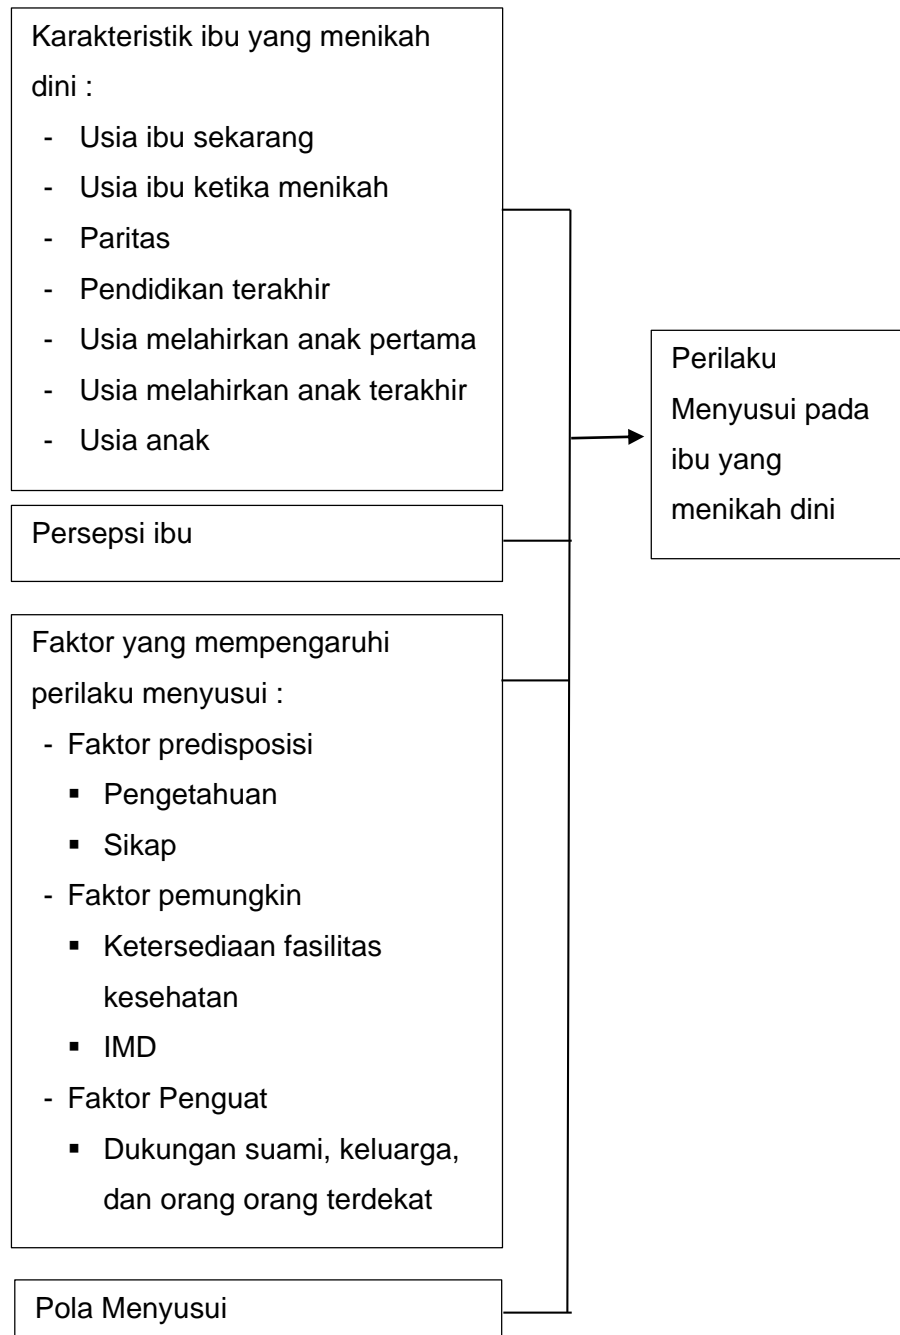 Karakteristik ibu yang menikah
dini :
- Usia ibu sekarang
- Usia ibu ketika menikah
- Paritas
- Pendidikan terakhir
- Usia melahirkan anak pertama
- Usia melahirkan anak terakhir
- Usia anak
Persepsi ibu
Faktor yang mempengaruhi
perilaku menyusui :
- Faktor predisposisi
▪ Pengetahuan
▪ Sikap
- Faktor pemungkin
▪ Ketersediaan fasilitas
kesehatan
▪ IMD
- Faktor Penguat
▪ Dukungan suami, keluarga,
dan orang orang terdekat
Pola Menyusui
Perilaku
Menyusui pada
ibu yang
menikah dini